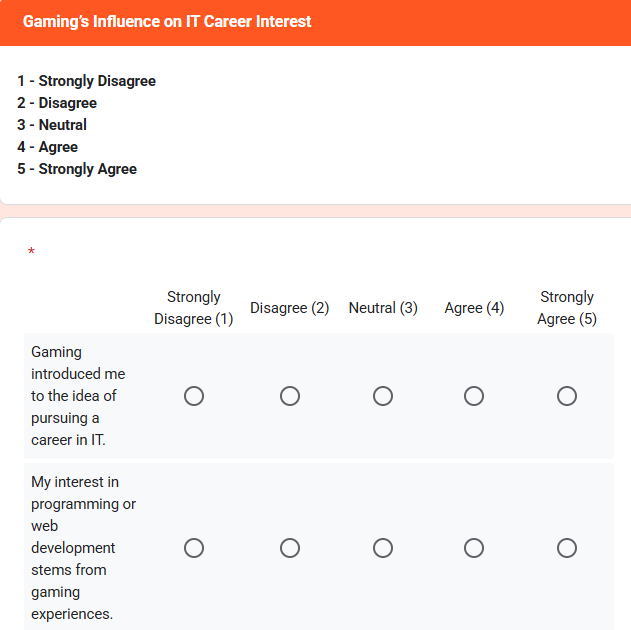 Gaming's Influence on IT Career Interest
1 - Strongly Disagree
2 - Disagree
3 - Neutral
4 - Agree
5 - Strongly Agree
*
Strongly
Disagree (1)
Disagree (2)
Neutral (3)
Agree (4)
Strongly
Agree (5)
Gaming
introduced me
to the idea of
pursuing a
career in IT.
My interest in
programming or
web
development
stems from
gaming
experiences.